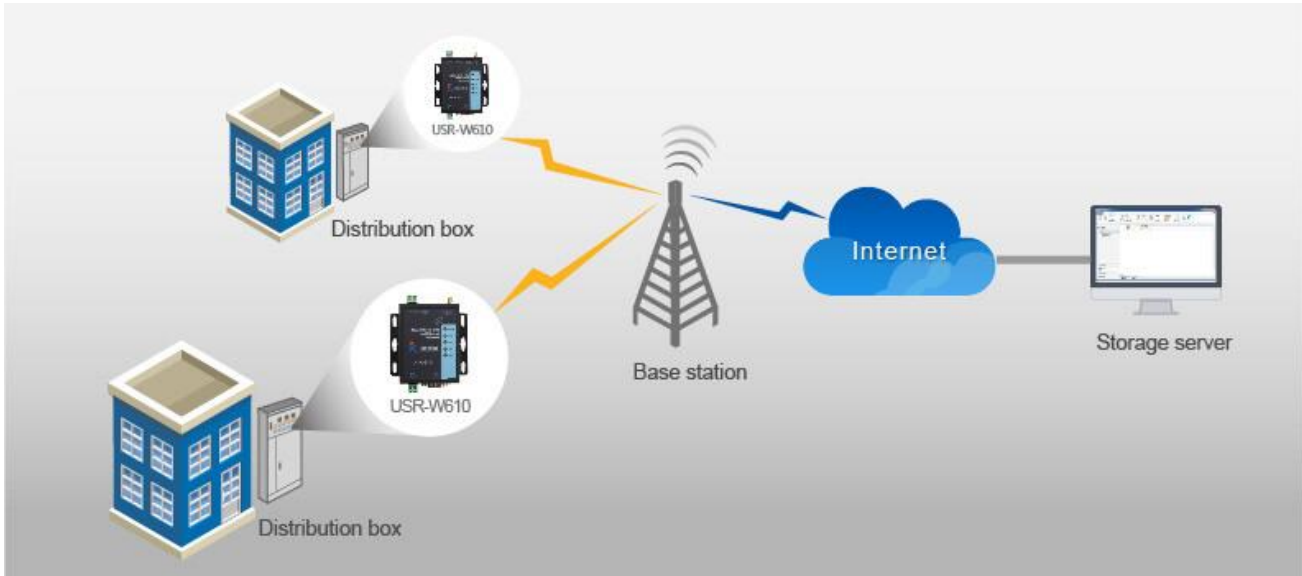 USR-W610
Distribution box
Internet
Storage server
Base station
USR-W610
Distribution box